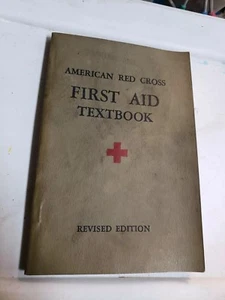 AMERICAN RED CROSS
FIRST AID
TEXTBOOK
REVISED EDITION